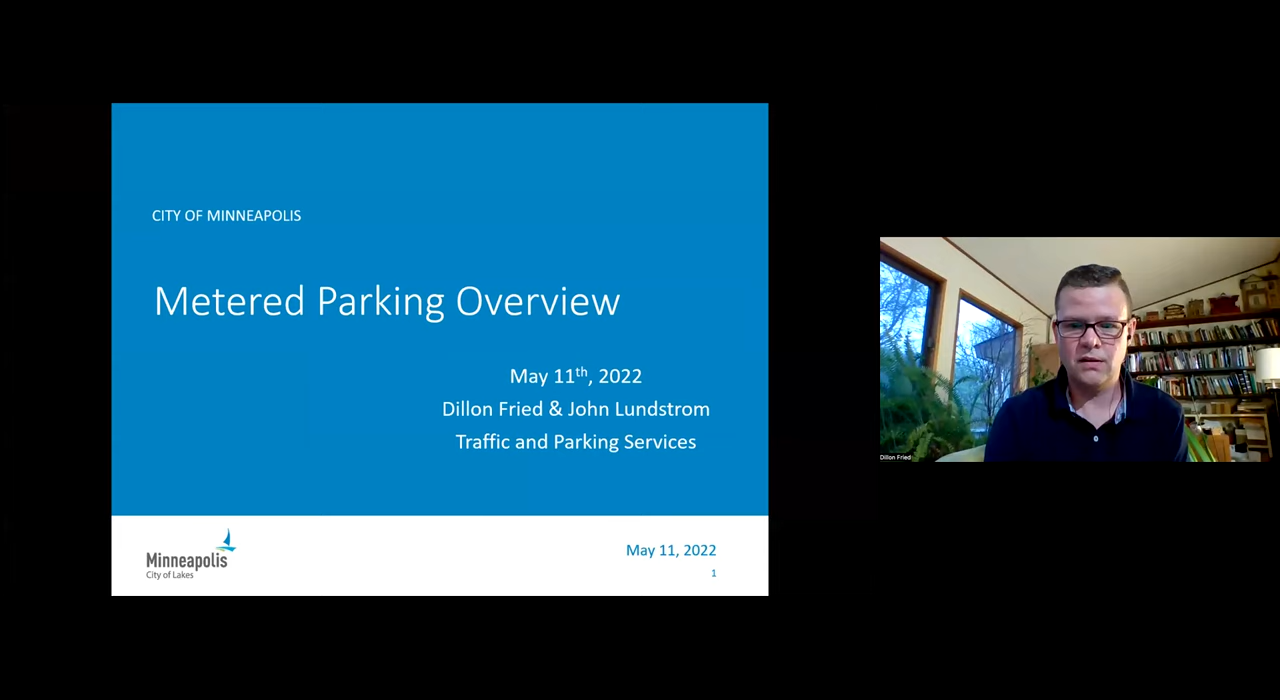 CITY OF MINNEAPOLIS
Metered Parking Overview
May 11th, 2022
Dillon Fried & John Lundstrom
Traffic and Parking Services
Minneapolis
City of Lakes
May 11, 2022
1
Dillon Fried